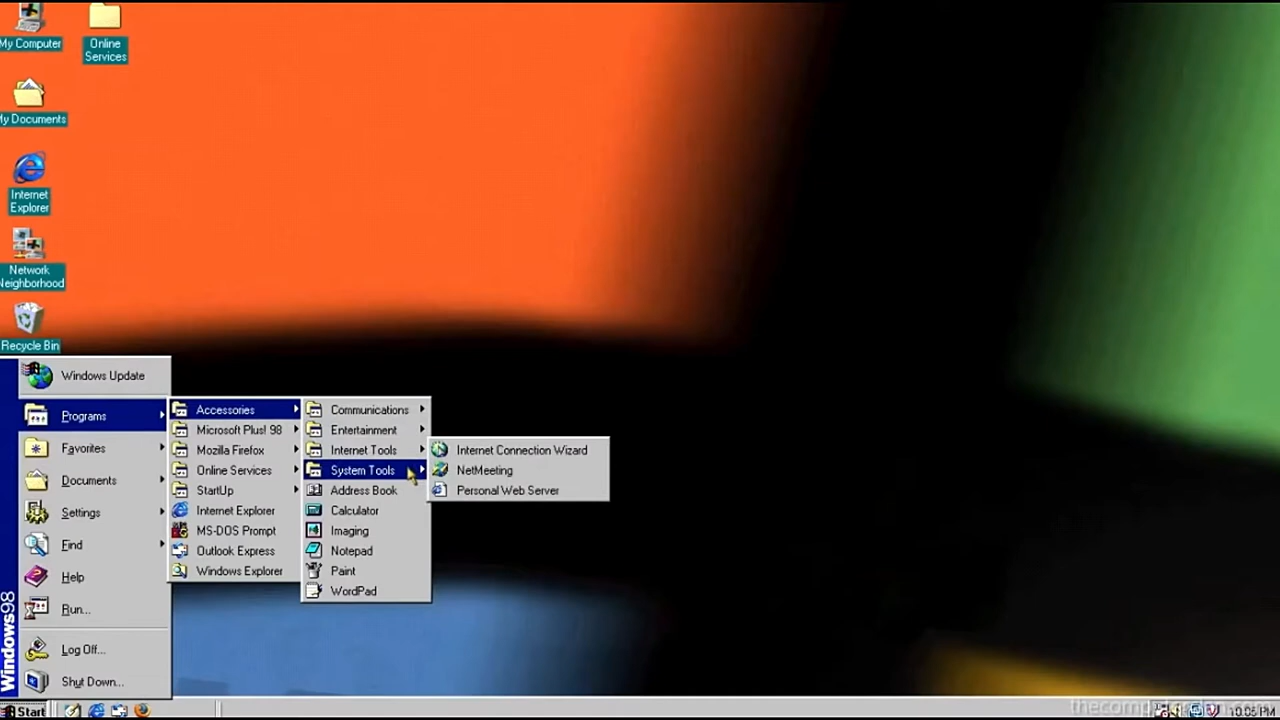 My Computer
Online
Services
My Documents
Internet
Explorer
Network
Neighborhood
Recycle Bin
Windows Update
Programs
Favorites
Documents
Settings
Find
Help
Run...
Log Off...
Shut Down...
Windows98
Accessories
Microsoft Plus! 98
Mozilla Firefox
Online Services
StartUp
Internet Explorer
MS-DOS Prompt
Outlook Express
Windows Explorer
Communications
Entertainment
Internet Tools
System Tools
Address Book
Calculator
Imaging
Notepad
Paint
WordPad
Internet Connection Wizard
NetMeeting
Personal Web Server
Start
10:05 PM